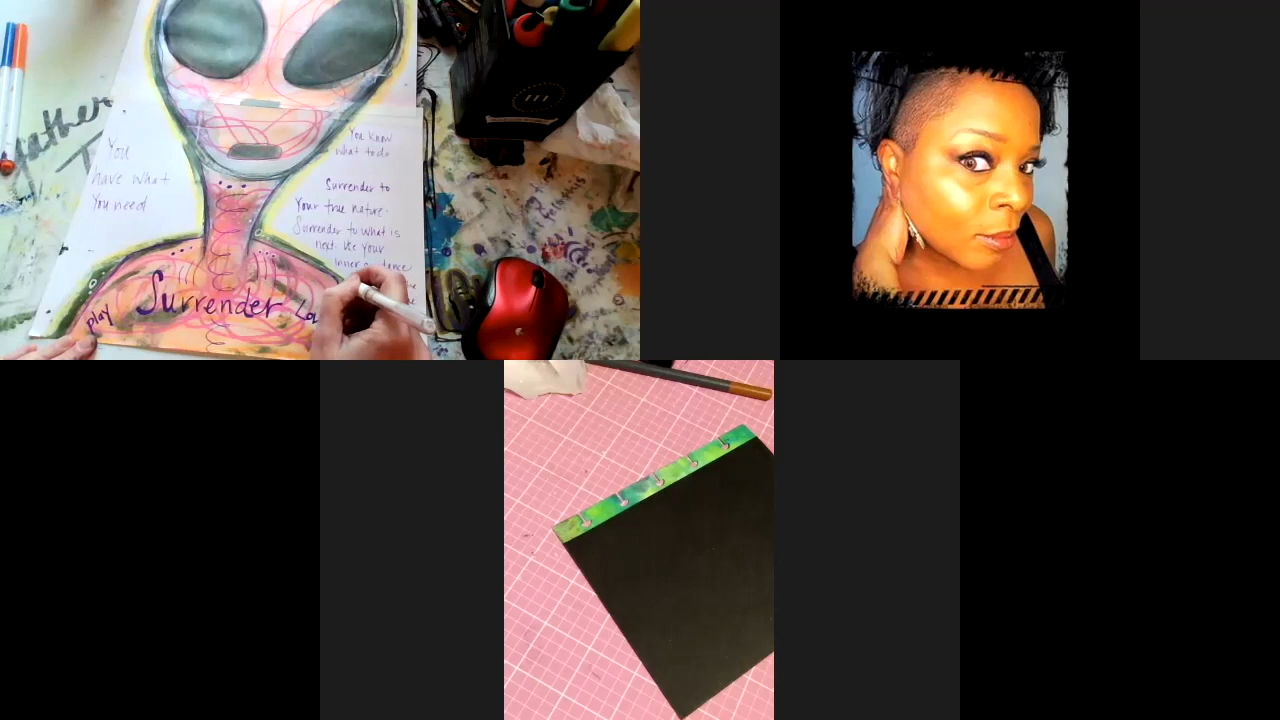 father
You
have what
You need
You know
what to do
Surrender to
Your true nature.
Surrender to what is
next. Use your
inner
play
Surrender